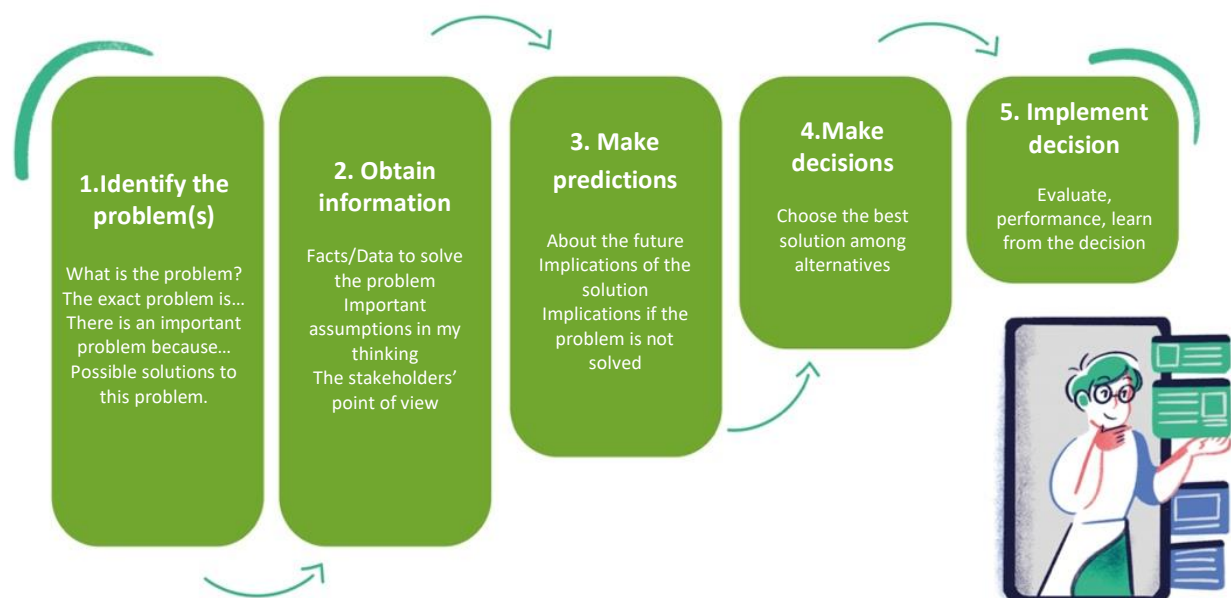 1.Identify the
problem(s)
What is the problem?
The exact problem is…
There is an important
problem because…
Possible solutions to
this problem.
2. Obtain
information
Facts/Data to solve
the problem
Important
assumptions in my
thinking
The stakeholders’
point of view
3. Make
predictions
About the future
Implications of the
solution
Implications if the
problem is not
solved
4.Make
decisions
Choose the best
solution among
alternatives
5. Implement
decision
Evaluate,
performance, learn
from the decision